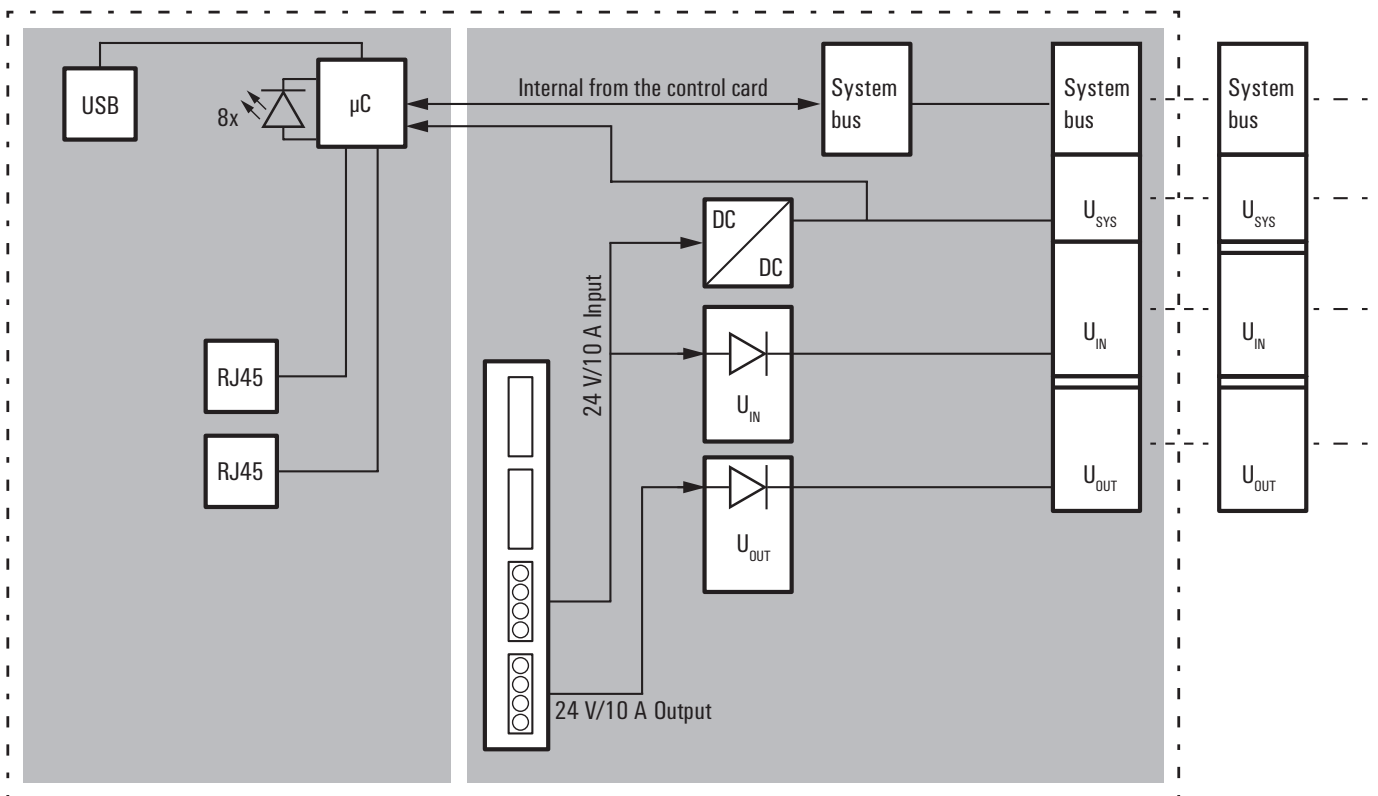 USB
8x
µC
Internal from the control card
System
bus
System
bus
System
bus
DC
DC
U_SYS
U_SYS
24 V/10 A Input
U_IN
U_IN
U_IN
RJ45
RJ45
U_OUT
U_OUT
U_OUT
24 V/10 A Output